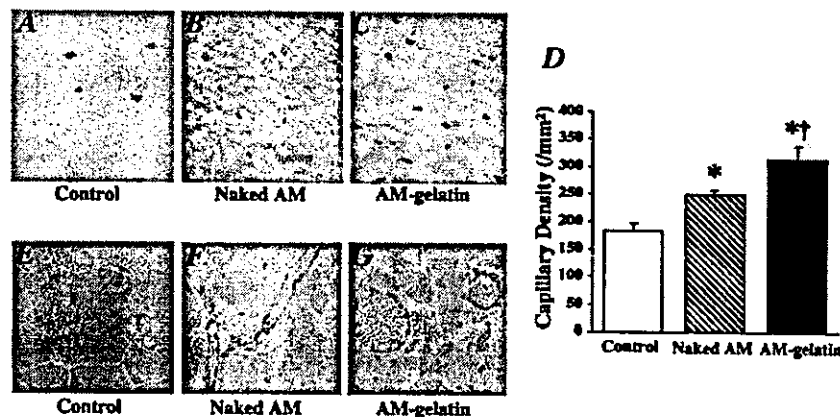 A B C
Control Naked AM AM-gelatin
E F G
Control Naked AM AM-gelatin
D
Capillary Density (/mm²)
400
350
300
250
200
150
100
50
0
*
*†
Control Naked AM AM-gelatin